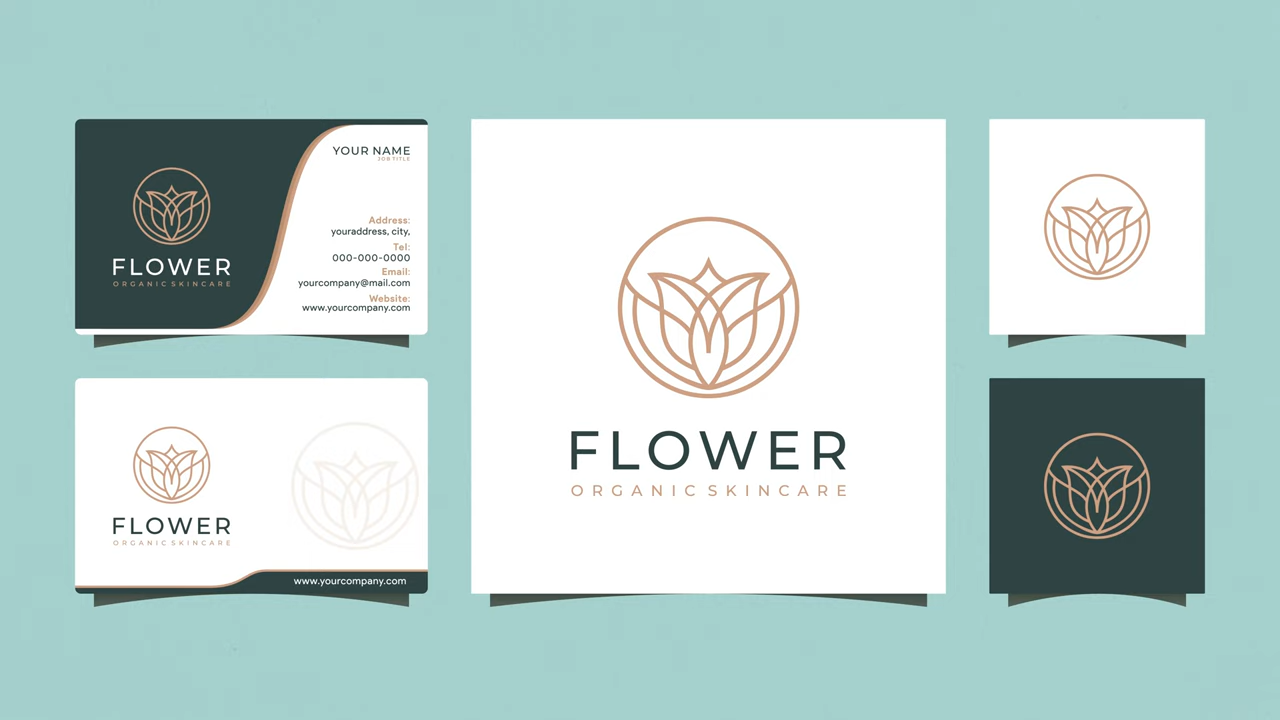 FLOWER
ORGANIC SKINCARE
YOUR NAME
JOB TITLE
Address:
youraddress, city,
Tel:
000-000-0000
Email:
yourcompany@mail.com
Website:
www.yourcompany.com
FLOWER
ORGANIC SKINCARE
www.yourcompany.com
FLOWER
ORGANIC SKINCARE